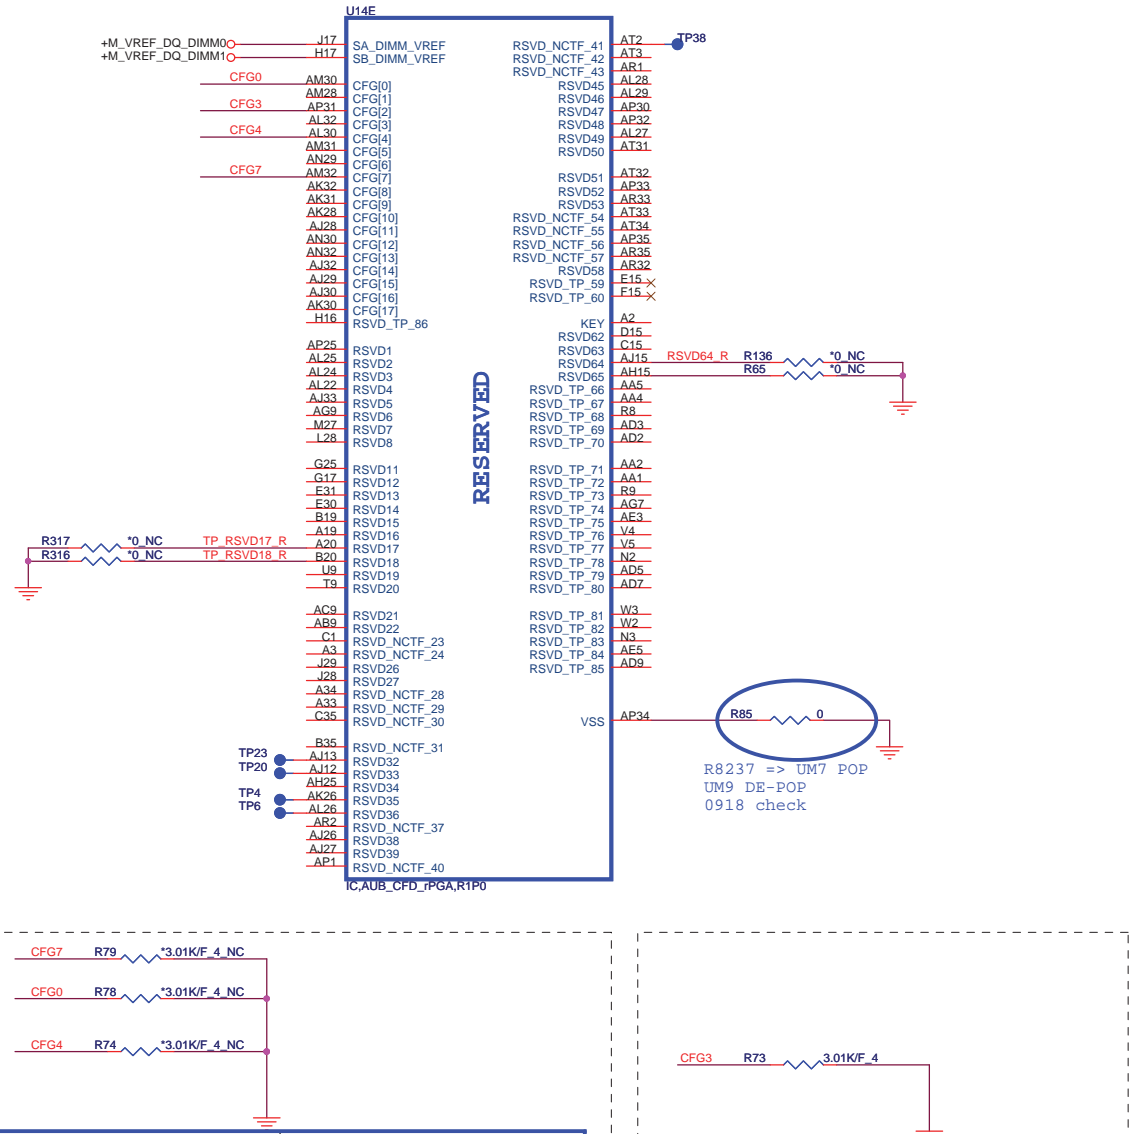 U14E
+M_VREF_DQ_DIMM0 J17 SA_DIMM_VREF
+M_VREF_DQ_DIMM1 H17 SB_DIMM_VREF
CFG0 AM30 CFG[0]
AM28 CFG[1]
CFG3 AP31 CFG[2]
AL32 CFG[3]
CFG4 AL30 CFG[4]
AM31 CFG[5]
AN29 CFG[6]
CFG7 AM32 CFG[7]
AK32 CFG[8]
AK31 CFG[9]
AK28 CFG[10]
AJ28 CFG[11]
AN30 CFG[12]
AN32 CFG[13]
AJ32 CFG[14]
AJ29 CFG[15]
AJ30 CFG[16]
AK30 CFG[17]
H16 RSVD_TP_86
AP25 RSVD1
AL25 RSVD2
AL24 RSVD3
AL22 RSVD4
AJ33 RSVD5
AG9 RSVD6
M27 RSVD7
L28 RSVD8
G25 RSVD11
G17 RSVD12
E31 RSVD13
E30 RSVD14
B19 RSVD15
A19 RSVD16
R317 *0_NC TP_RSVD17_R A20 RSVD17
R316 *0_NC TP_RSVD18_R B20 RSVD18
U9 RSVD19
T9 RSVD20
AC9 RSVD21
AB9 RSVD22
C1 RSVD_NCTF_23
A3 RSVD_NCTF_24
J29 RSVD26
J28 RSVD27
A34 RSVD_NCTF_28
A33 RSVD_NCTF_29
C35 RSVD_NCTF_30
B35 RSVD_NCTF_31
TP23 AJ13 RSVD32
TP20 AJ12 RSVD33
AH25 RSVD34
TP4 AK26 RSVD35
TP6 AL26 RSVD36
AR2 RSVD_NCTF_37
AJ26 RSVD38
AJ27 RSVD39
AP1 RSVD_NCTF_40
RESERVED
RSVD_NCTF_41 AT2 TP38
RSVD_NCTF_42 AT3
RSVD_NCTF_43 AR1
RSVD45 AL28
RSVD46 AL29
RSVD47 AP30
RSVD48 AP32
RSVD49 AL27
RSVD50 AT31
RSVD51 AT32
RSVD52 AP33
RSVD53 AR33
RSVD_NCTF_54 AT33
RSVD_NCTF_55 AT34
RSVD_NCTF_56 AP35
RSVD_NCTF_57 AR35
RSVD58 AR32
RSVD_TP_59 E15
RSVD_TP_60 F15
KEY A2
RSVD62 D15
RSVD63 C15
RSVD64 AJ15 RSVD64_R R136 *0_NC
RSVD65 AH15 R65 *0_NC
RSVD_TP_66 AA5
RSVD_TP_67 AA4
RSVD_TP_68 R8
RSVD_TP_69 AD3
RSVD_TP_70 AD2
RSVD_TP_71 AA2
RSVD_TP_72 AA1
RSVD_TP_73 R9
RSVD_TP_74 AG7
RSVD_TP_75 AE3
RSVD_TP_76 V4
RSVD_TP_77 V5
RSVD_TP_78 N2
RSVD_TP_79 AD5
RSVD_TP_80 AD7
RSVD_TP_81 W3
RSVD_TP_82 W2
RSVD_TP_83 N3
RSVD_TP_84 AE5
RSVD_TP_85 AD9
VSS AP34 R85 0
R8237 => UM7 POP
UM9 DE-POP
0918 check
IC,AUB_CFD_rPGA,R1P0
CFG7 R79 *3.01K/F_4_NC
CFG0 R78 *3.01K/F_4_NC
CFG4 R74 *3.01K/F_4_NC
CFG3 R73 3.01K/F_4